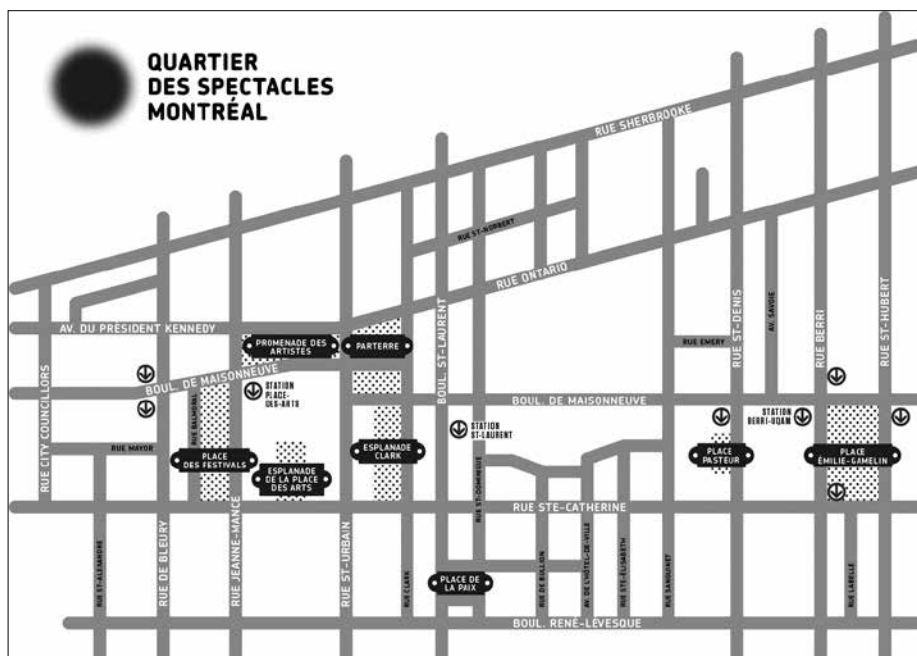 QUARTIER
DES SPECTACLES
MONTRÉAL
RUE SHERBROOKE
RUE ST-NORBERT
RUE ONTARIO
AV. DU PRÉSIDENT KENNEDY
PROMENADE DES
ARTISTES
PARTERRE
BOUL. ST-LAURENT
RUE ST-DENIS
AV. SAVOIE
RUE BERRI
RUE ST-HUBERT
RUE EMERY
BOUL. DE MAISONNEUVE
STATION
PLACE-
DES-ARTS
BOUL. DE MAISONNEUVE
RUE CITY COUNCILLORS
RUE BALMORAL
STATION
ST-LAURENT
STATION
BERRI-UQAM
RUE MAYOR
PLACE
DES FESTIVALS
ESPLANADE
DE LA PLACE
DES ARTS
ESPLANADE
CLARK
PLACE
PASTEUR
PLACE
ÉMILIE-GAMELIN
RUE ST-DOMINIQUE
RUE STE-CATHERINE
RUE ST-ALEXANDRE
RUE DE BLEURY
RUE JEANNE-MANCE
RUE ST-URBAIN
RUE CLARK
PLACE DE
LA PAIX
RUE DE BULLION
AV. DE L'HÔTEL-DE-VILLE
RUE STE-ELISABETH
RUE SANGUINET
RUE LABELLE
BOUL. RENÉ-LÉVESQUE